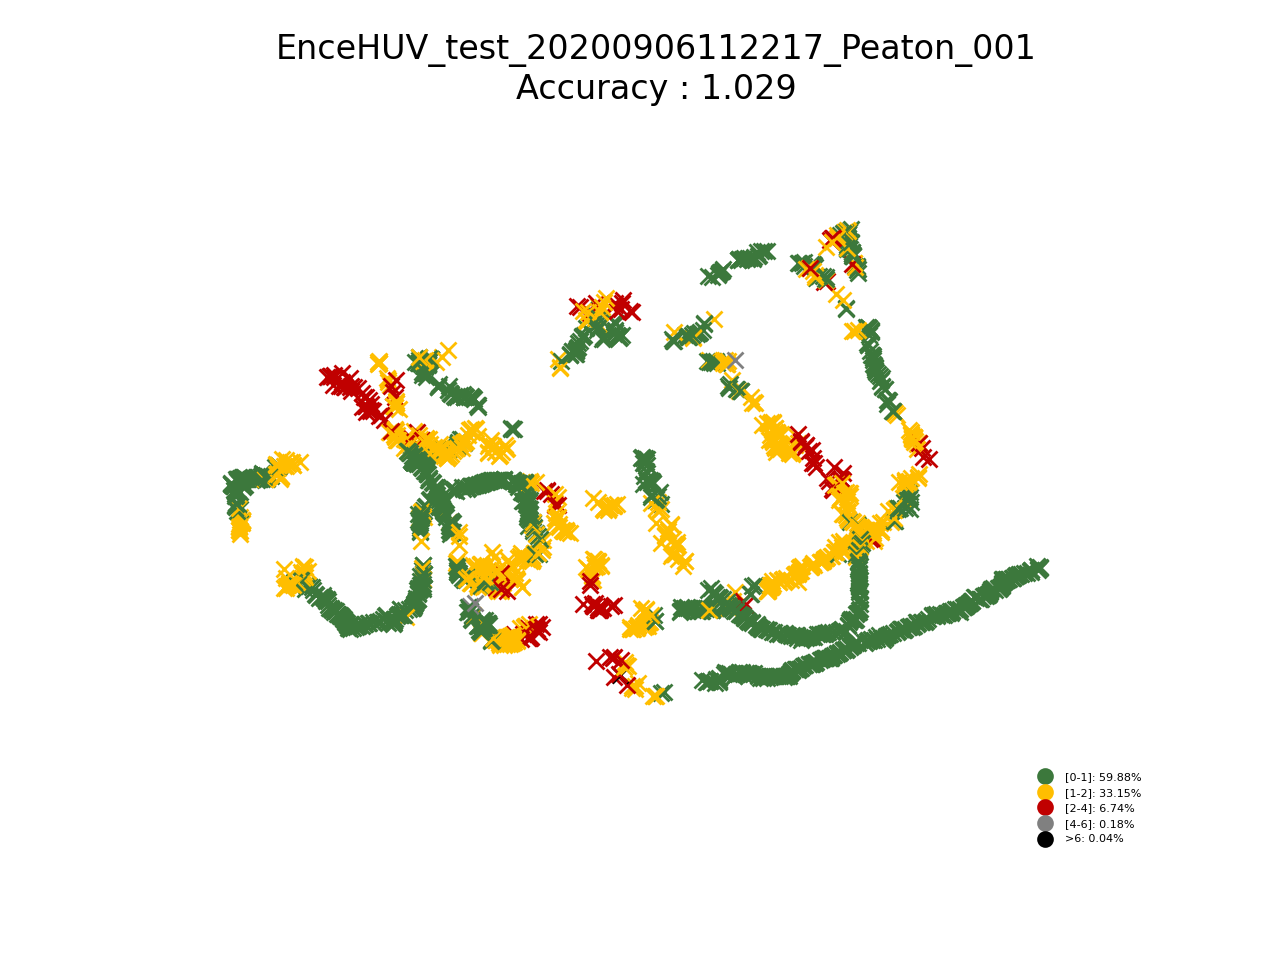 EnceHUV_test_20200906112217_Peaton_001
Accuracy : 1.029
[0-1]: 59.88%
[1-2]: 33.15%
[2-4]: 6.74%
[4-6]: 0.18%
>6: 0.04%